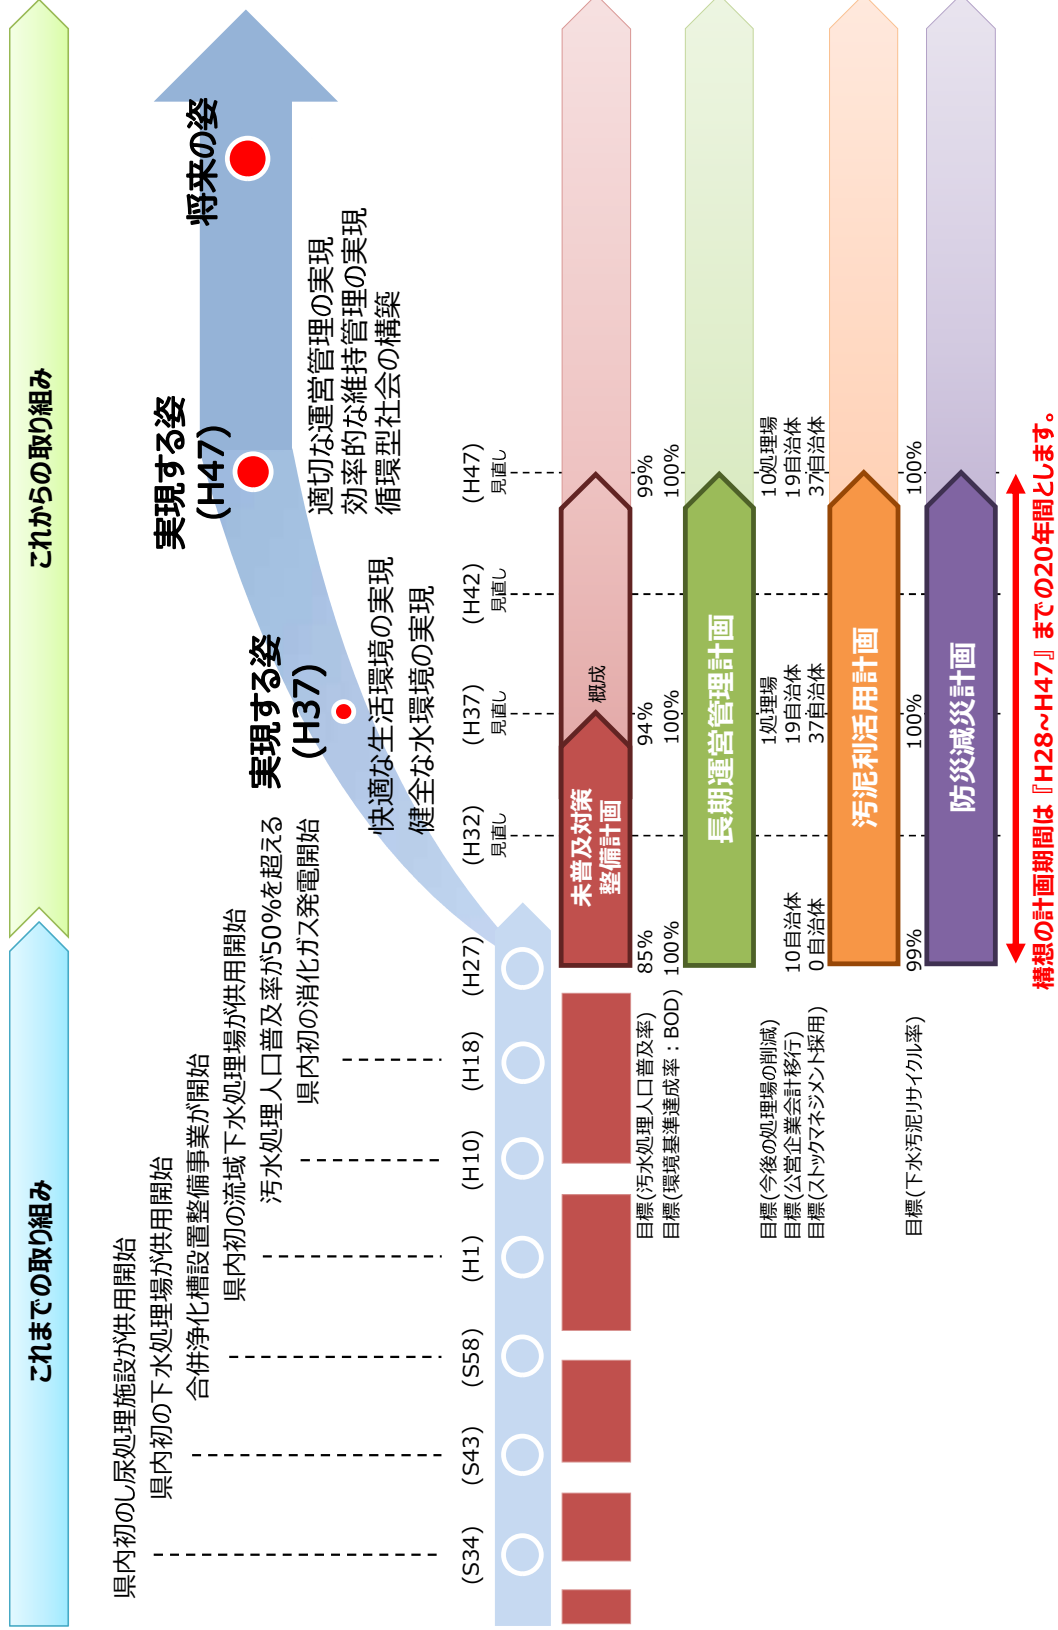 これまでの取り組み
これからの取り組み
県内初のし尿処理施設が供用開始
県内初の下水処理場が供用開始
合併浄化槽設置整備事業が開始
県内初の流域下水処理場が供用開始
汚水処理人口普及率が50%を超える
県内初の消化ガス発電開始
実現する姿
(H37)
実現する姿
(H47)
将来の姿
快適な生活環境の実現
健全な水環境の実現
適切な運営管理の実現
効率的な維持管理の実現
循環型社会の構築
(S34)
(S43)
(S58)
(H1)
(H10)
(H18)
(H27)
(H32)
見直し
(H37)
見直し
(H42)
見直し
(H47)
見直し
未普及対策
整備計画
概成
目標(汚水処理人口普及率) 85% 94% 99%
目標(環境基準達成率:BOD) 100% 100% 100%
長期運営管理計画
目標(今後の処理場の削減) 1処理場 10処理場
目標(公営企業会計移行) 10自治体 19自治体 19自治体
目標(ストックマネジメント採用) 0自治体 37自治体 37自治体
汚泥利活用計画
目標(下水汚泥リサイクル率) 99% 100% 100%
防災減災計画
構想の計画期間は『H28~H47』までの20年間とします。